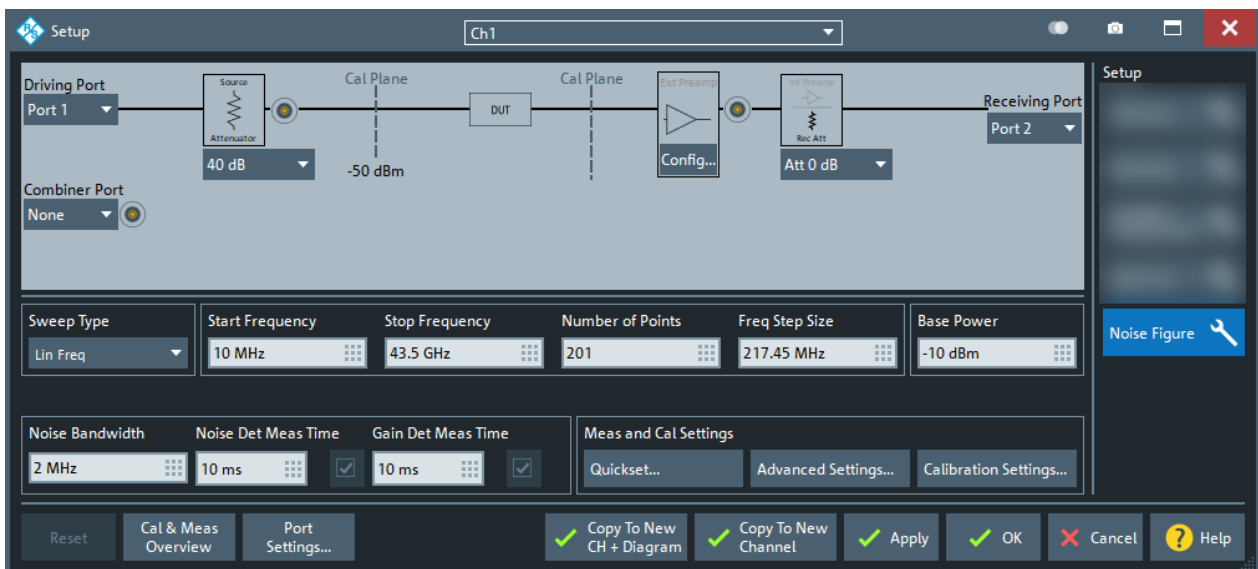 Setup
Ch1
Driving Port
Port 1
Source
Attenuator
40 dB
Cal Plane
-50 dBm
DUT
Cal Plane
Ext Preamp
Config...
Int Preamp
Rec Att
Att 0 dB
Receiving Port
Port 2
Combiner Port
None
Setup
Noise Figure
Sweep Type
Lin Freq
Start Frequency
10 MHz
Stop Frequency
43.5 GHz
Number of Points
201
Freq Step Size
217.45 MHz
Base Power
-10 dBm
Noise Bandwidth
2 MHz
Noise Det Meas Time
10 ms
Gain Det Meas Time
10 ms
Meas and Cal Settings
Quickset...
Advanced Settings...
Calibration Settings...
Reset
Cal & Meas
Overview
Port
Settings...
Copy To New
CH + Diagram
Copy To New
Channel
Apply
OK
Cancel
? Help